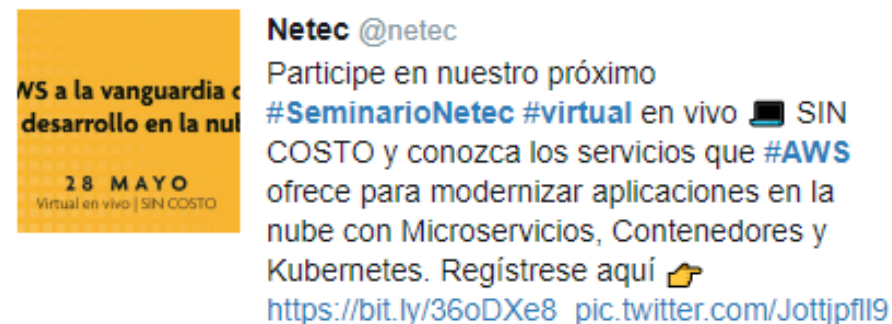 WS a la vanguardia
desarrollo en la
28 MAYO
Virtual en vivo | SIN COSTO
Netec @netec
Participe en nuestro próximo
#SeminarioNetec #virtual en vivo 💻 SIN
COSTO y conozca los servicios que #AWS
ofrece para modernizar aplicaciones en la
nube con Microservicios, Contenedores y
Kubernetes. Regístrese aquí 👉
https://bit.ly/36oDXe8 pic.twitter.com/Jottjpfll9